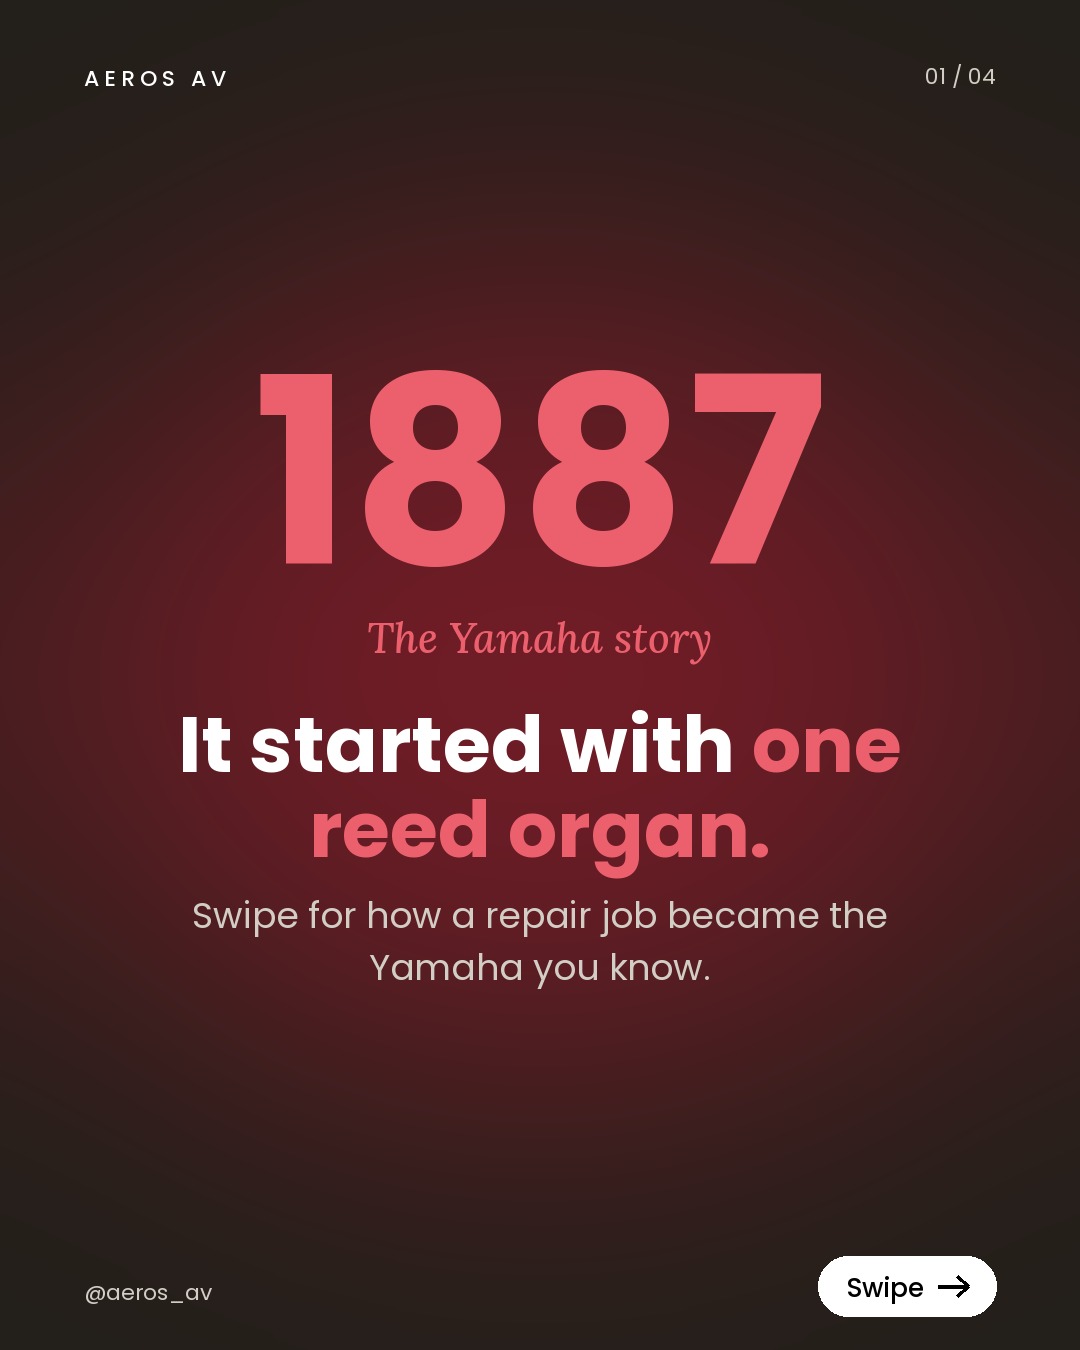 AEROS AV
01 / 04
1887
The Yamaha story
It started with one
reed organ.
Swipe for how a repair job became the
Yamaha you know.
@aeros_av
Swipe →